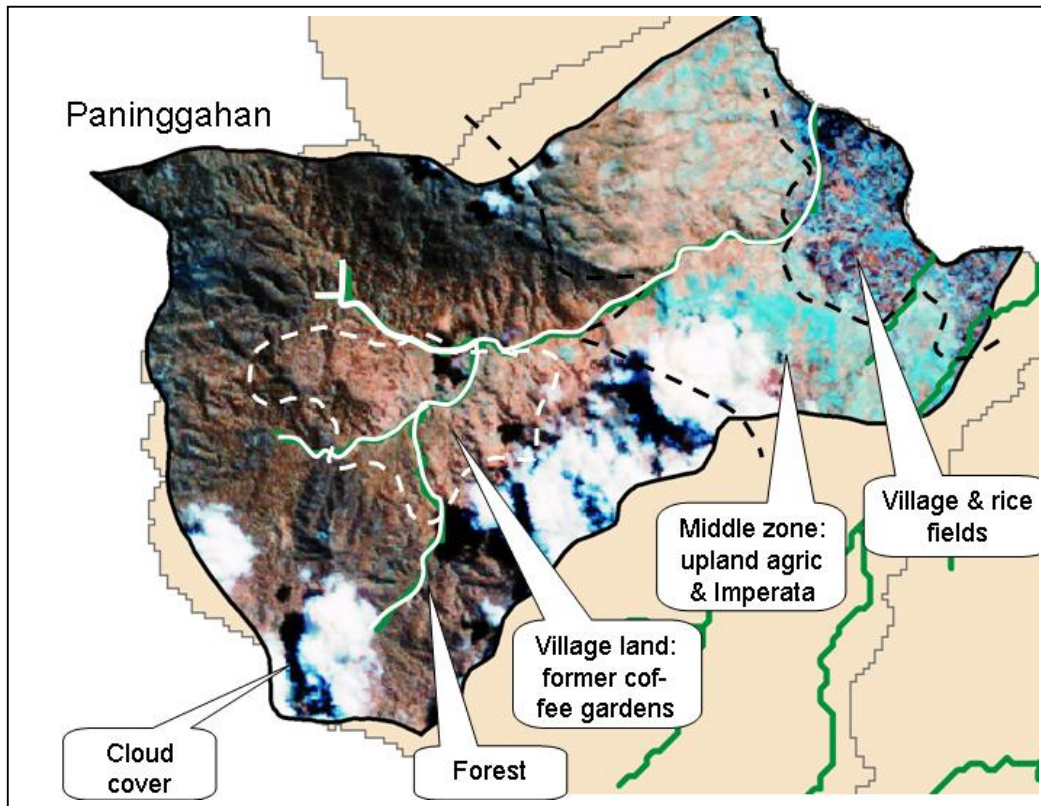 Paninggahan
Village & rice
fields
Middle zone:
upland agric
& Imperata
Village land:
former cof-
fee gardens
Forest
Cloud
cover